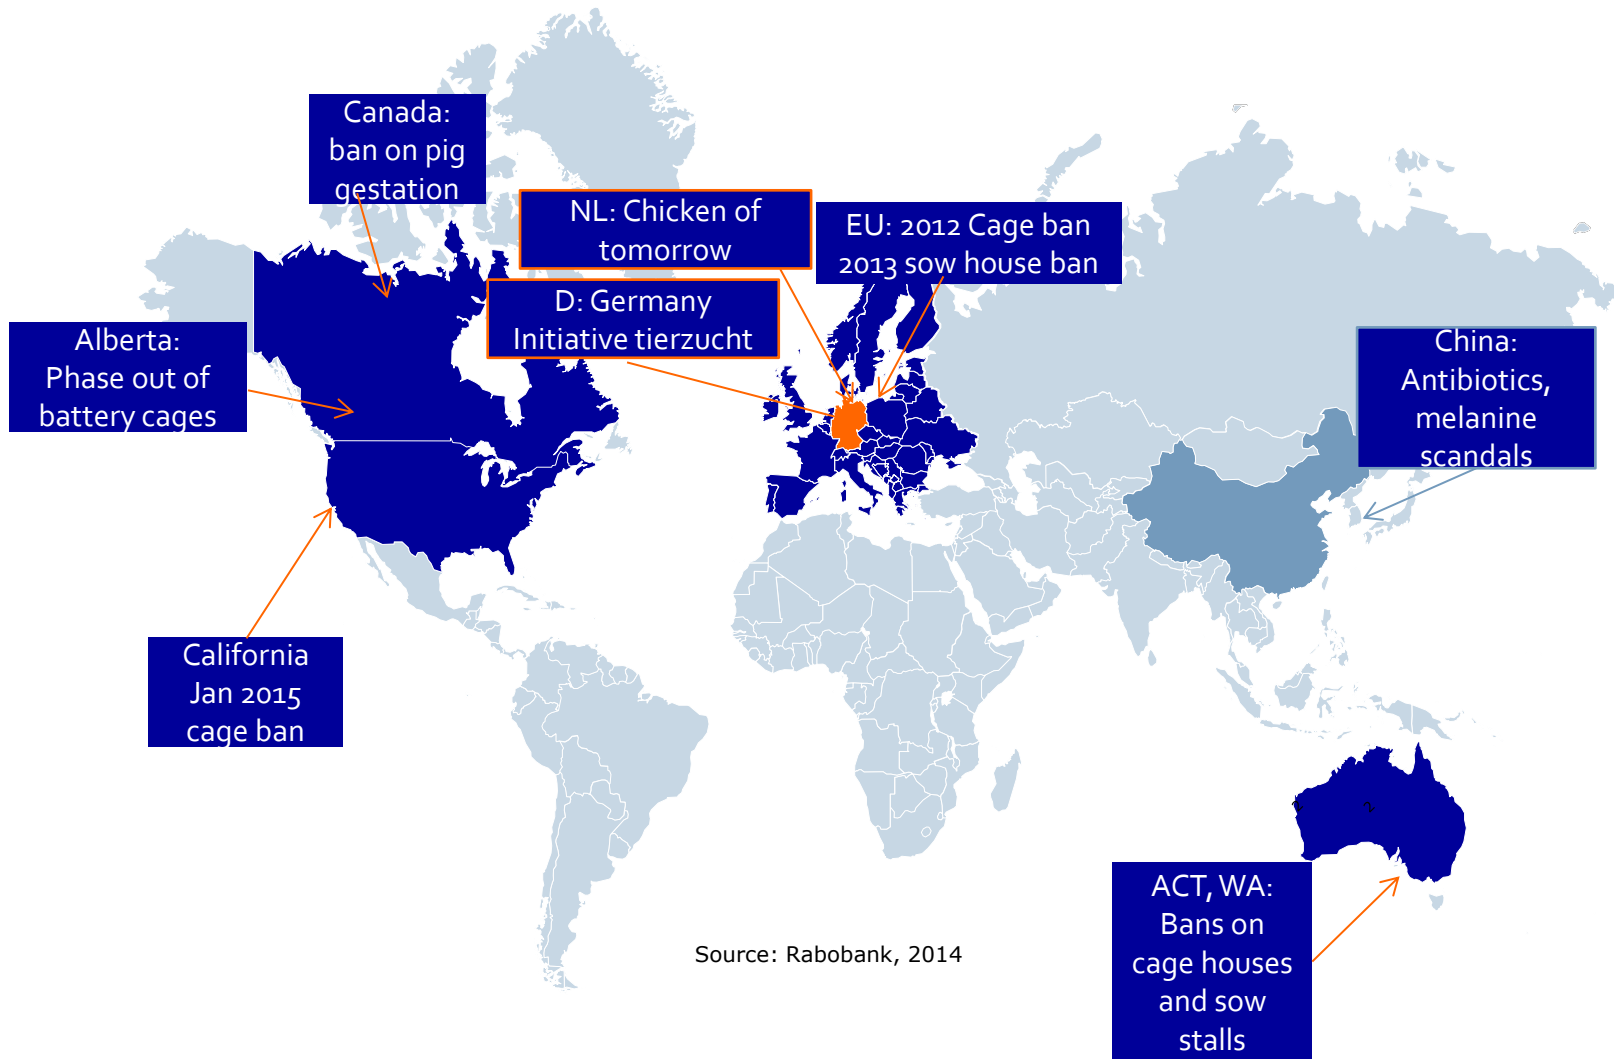 Canada:
ban on pig
gestation
NL: Chicken of
tomorrow
EU: 2012 Cage ban
2013 sow house ban
D: Germany
Initiative tierzucht
Alberta:
Phase out of
battery cages
China:
Antibiotics,
melanine
scandals
California
Jan 2015
cage ban
ACT, WA:
Bans on
cage houses
and sow
stalls
Source: Rabobank, 2014